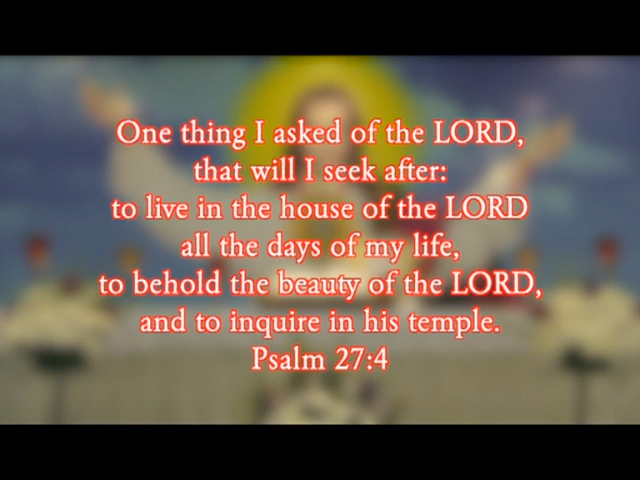 One thing I asked of the LORD,
that will I seek after:
to live in the house of the LORD
all the days of my life,
to behold the beauty of the LORD,
and to inquire in his temple.
Psalm 27:4